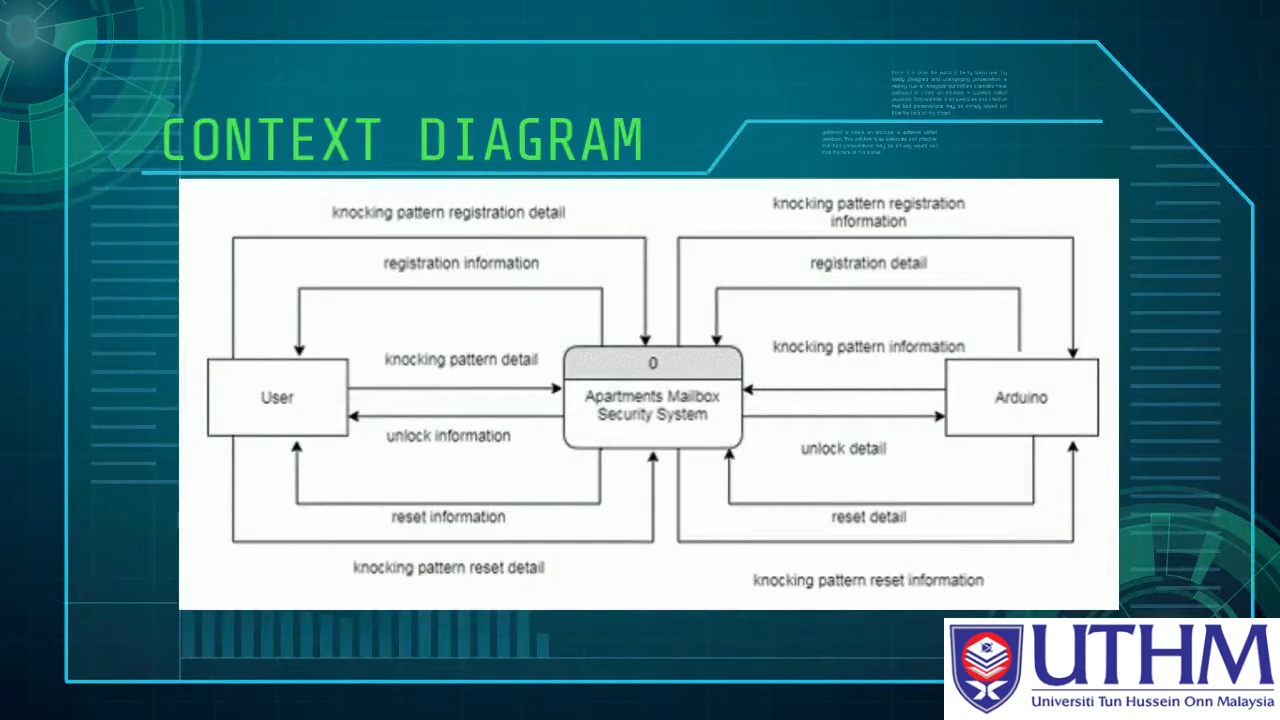 CONTEXT DIAGRAM
knocking pattern registration detail
knocking pattern registration
information
registration information
registration detail
knocking pattern detail
knocking pattern information
0
User
Apartments Mailbox
Security System
Arduino
unlock information
unlock detail
reset information
reset detail
knocking pattern reset detail
knocking pattern reset information
UTHM
Universiti Tun Hussein Onn Malaysia